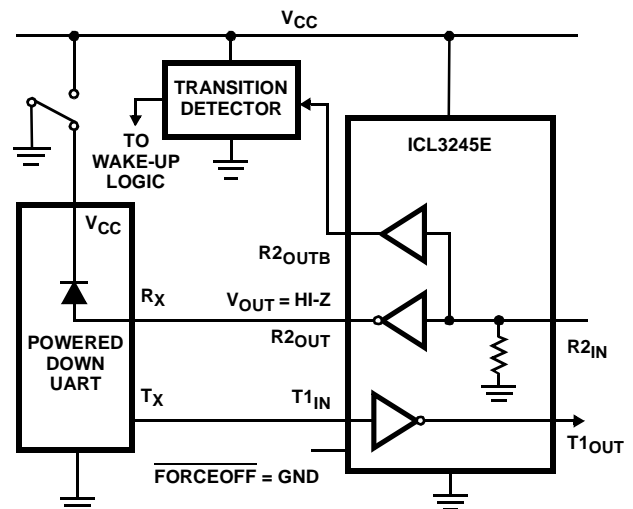 VCC
TRANSITION
DETECTOR
TO
WAKE-UP
LOGIC
ICL3245E
VCC
R2OUTB
RX
VOUT = HI-Z
POWERED
DOWN
UART
R2OUT
R2IN
TX
T1IN
T1OUT
FORCEOFF = GND